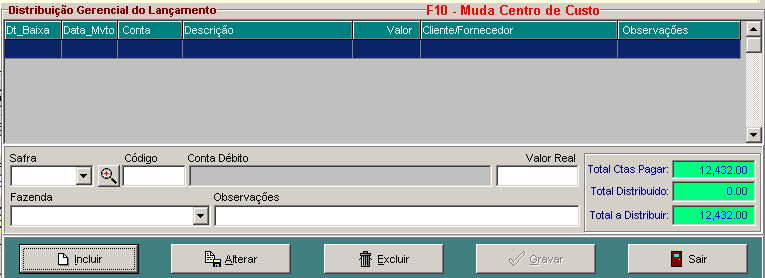 Distribuição Gerencial do Lançamento F10 - Muda Centro de Custo
Dt_Baixa Data_Mvto Conta Descrição Valor Cliente/Fornecedor Observações
Safra Código Conta Débito Valor Real
Total Ctas Pagar: 12,432.00
Total Distribuido: 0.00
Fazenda Observações
Total a Distribuir: 12,432.00
Incluir Alterar Excluir Gravar Sair